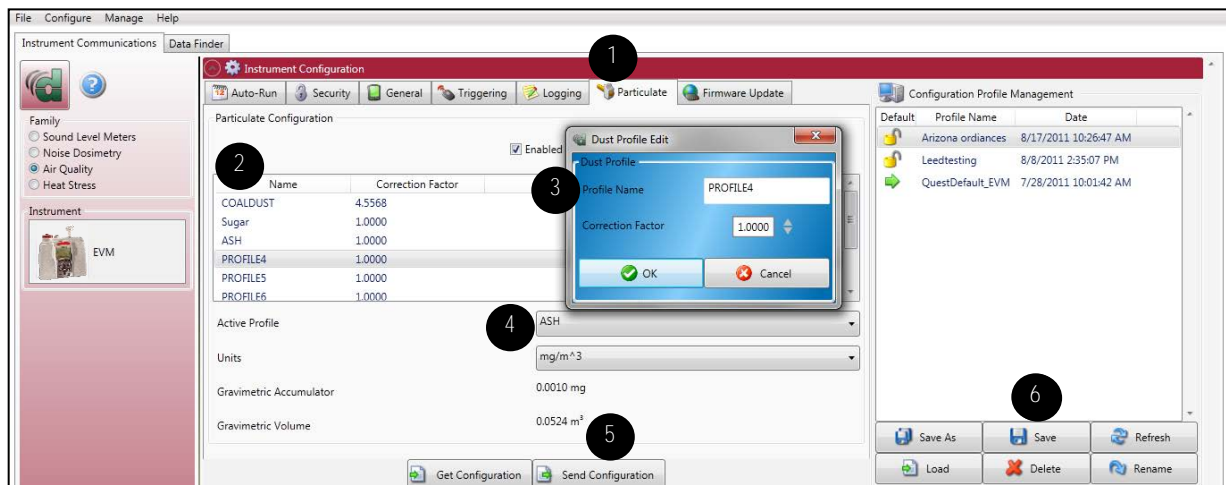 File Configure Manage Help
Instrument Communications Data Finder
1
Instrument Configuration
12 Auto-Run Security General Triggering Logging Particulate Firmware Update
Configuration Profile Management
Family
Sound Level Meters
Noise Dosimetry
Air Quality
Heat Stress
Instrument
EVM
Particulate Configuration
Enabled
2
Name Correction Factor
COALDUST 4.5568
Sugar 1.0000
ASH 1.0000
PROFILE4 1.0000
PROFILE5 1.0000
PROFILE6 1.0000
Dust Profile Edit
Dust Profile
3
Profile Name PROFILE4
Correction Factor 1.0000
OK Cancel
Active Profile
4
ASH
Units mg/m^3
Gravimetric Accumulator 0.0010 mg
Gravimetric Volume 0.0524 m³
5
Get Configuration Send Configuration
Default Profile Name Date
Arizona ordiances 8/17/2011 10:26:47 AM
Leedtesting 8/8/2011 2:35:07 PM
QuestDefault_EVM 7/28/2011 10:01:42 AM
6
Save As Save Refresh
Load Delete Rename